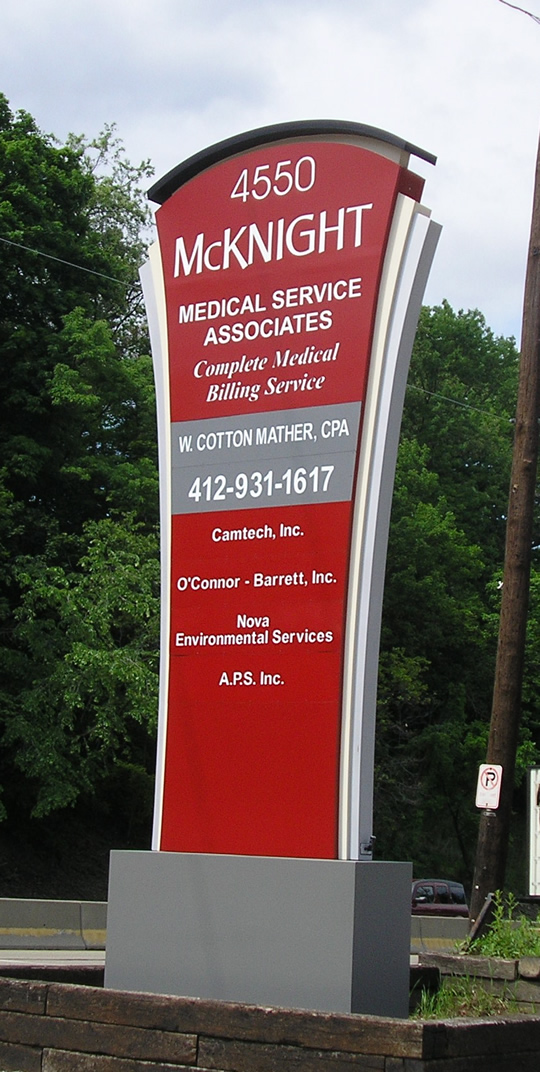 4550
McKNIGHT
MEDICAL SERVICE
ASSOCIATES
Complete Medical
Billing Service
W. COTTON MATHER, CPA
412-931-1617
Camtech, Inc.
O'Connor - Barrett, Inc.
Nova
Environmental Services
A.P.S. Inc.
P